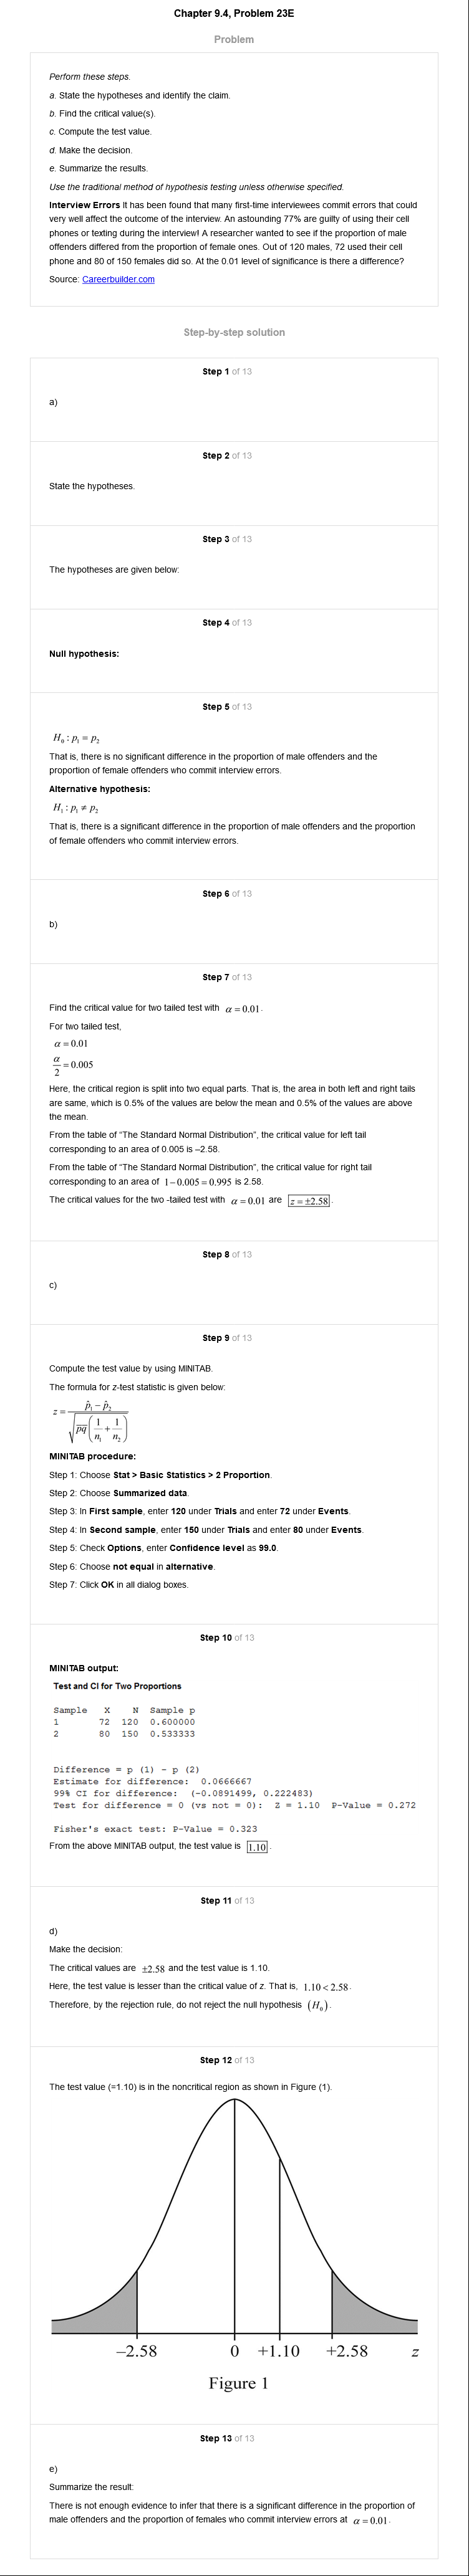 Chapter 9.4, Problem 23E
Problem
Perform these steps.
a. State the hypotheses and identify the claim.
b. Find the critical value(s).
c. Compute the test value.
d. Make the decision.
e. Summarize the results.
Use the traditional method of hypothesis testing unless otherwise specified.
Interview Errors It has been found that many first-time interviewees commit errors that could
very well affect the outcome of the interview. An astounding 77% are guilty of using their cell
phones or texting during the interview! A researcher wanted to see if the proportion of male
offenders differed from the proportion of female ones. Out of 120 males, 72 used their cell
phone and 80 of 150 females did so. At the 0.01 level of significance is there a difference?
Source: Careerbuilder.com
Step-by-step solution
Step 1 of 13
a)
Step 2 of 13
State the hypotheses.
Step 3 of 13
The hypotheses are given below:
Step 4 of 13
Null hypothesis:
Step 5 of 13
H₀ : p₁ = p₂
That is, there is no significant difference in the proportion of male offenders and the
proportion of female offenders who commit interview errors.
Alternative hypothesis:
H₁ : p₁ ≠ p₂
That is, there is a significant difference in the proportion of male offenders and the proportion
of female offenders who commit interview errors.
Step 6 of 13
b)
Step 7 of 13
Find the critical value for two tailed test with α = 0.01.
For two tailed test,
α = 0.01
α/2 = 0.005
Here, the critical region is split into two equal parts. That is, the area in both left and right tails
are same, which is 0.5% of the values are below the mean and 0.5% of the values are above
the mean.
From the table of “The Standard Normal Distribution”, the critical value for left tail
corresponding to an area of 0.005 is –2.58.
From the table of “The Standard Normal Distribution”, the critical value for right tail
corresponding to an area of 1 – 0.005 = 0.995 is 2.58.
The critical values for the two -tailed test with α = 0.01 are z = ±2.58.
Step 8 of 13
c)
Step 9 of 13
Compute the test value by using MINITAB.
The formula for z-test statistic is given below:
z = (p̂₁ − p̂₂) / √(p̄q̄(1/n₁ + 1/n₂))
MINITAB procedure:
Step 1: Choose Stat > Basic Statistics > 2 Proportion.
Step 2: Choose Summarized data.
Step 3: In First sample, enter 120 under Trials and enter 72 under Events.
Step 4: In Second sample, enter 150 under Trials and enter 80 under Events.
Step 5: Check Options, enter Confidence level as 99.0.
Step 6: Choose not equal in alternative.
Step 7: Click OK in all dialog boxes.
Step 10 of 13
MINITAB output:
Test and CI for Two Proportions
Sample X N Sample p
1 72 120 0.600000
2 80 150 0.533333
Difference = p (1) - p (2)
Estimate for difference: 0.0666667
99% CI for difference: (-0.0891499, 0.222483)
Test for difference = 0 (vs not = 0): Z = 1.10 P-Value = 0.272
Fisher's exact test: P-Value = 0.323
From the above MINITAB output, the test value is 1.10.
Step 11 of 13
d)
Make the decision:
The critical values are ±2.58 and the test value is 1.10.
Here, the test value is lesser than the critical value of z. That is, 1.10 < 2.58.
Therefore, by the rejection rule, do not reject the null hypothesis (H₀).
Step 12 of 13
The test value (=1.10) is in the noncritical region as shown in Figure (1).
–2.58 0 +1.10 +2.58 z
Figure 1
Step 13 of 13
e)
Summarize the result:
There is not enough evidence to infer that there is a significant difference in the proportion of
male offenders and the proportion of females who commit interview errors at α = 0.01.